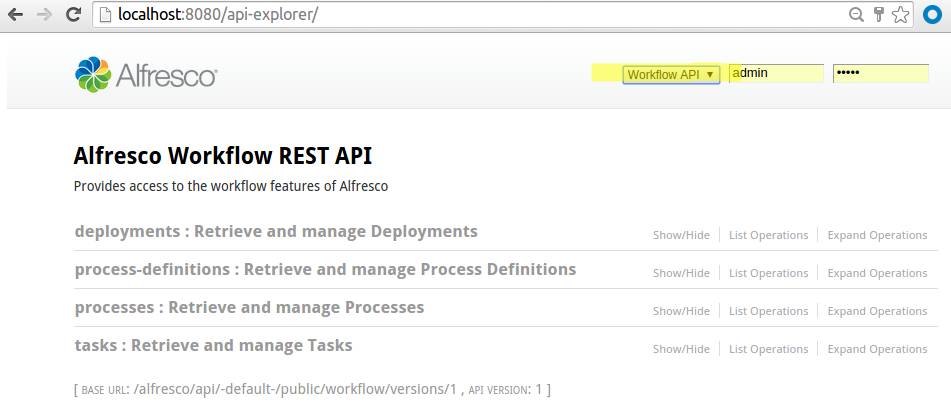 localhost:8080/api-explorer/
Alfresco Workflow API ▼ admin •••••
Alfresco Workflow REST API
Provides access to the workflow features of Alfresco
deployments : Retrieve and manage Deployments Show/Hide List Operations Expand Operations
process-definitions : Retrieve and manage Process Definitions Show/Hide List Operations Expand Operations
processes : Retrieve and manage Processes Show/Hide List Operations Expand Operations
tasks : Retrieve and manage Tasks Show/Hide List Operations Expand Operations
[ BASE URL: /alfresco/api/-default-/public/workflow/versions/1 , API VERSION: 1 ]